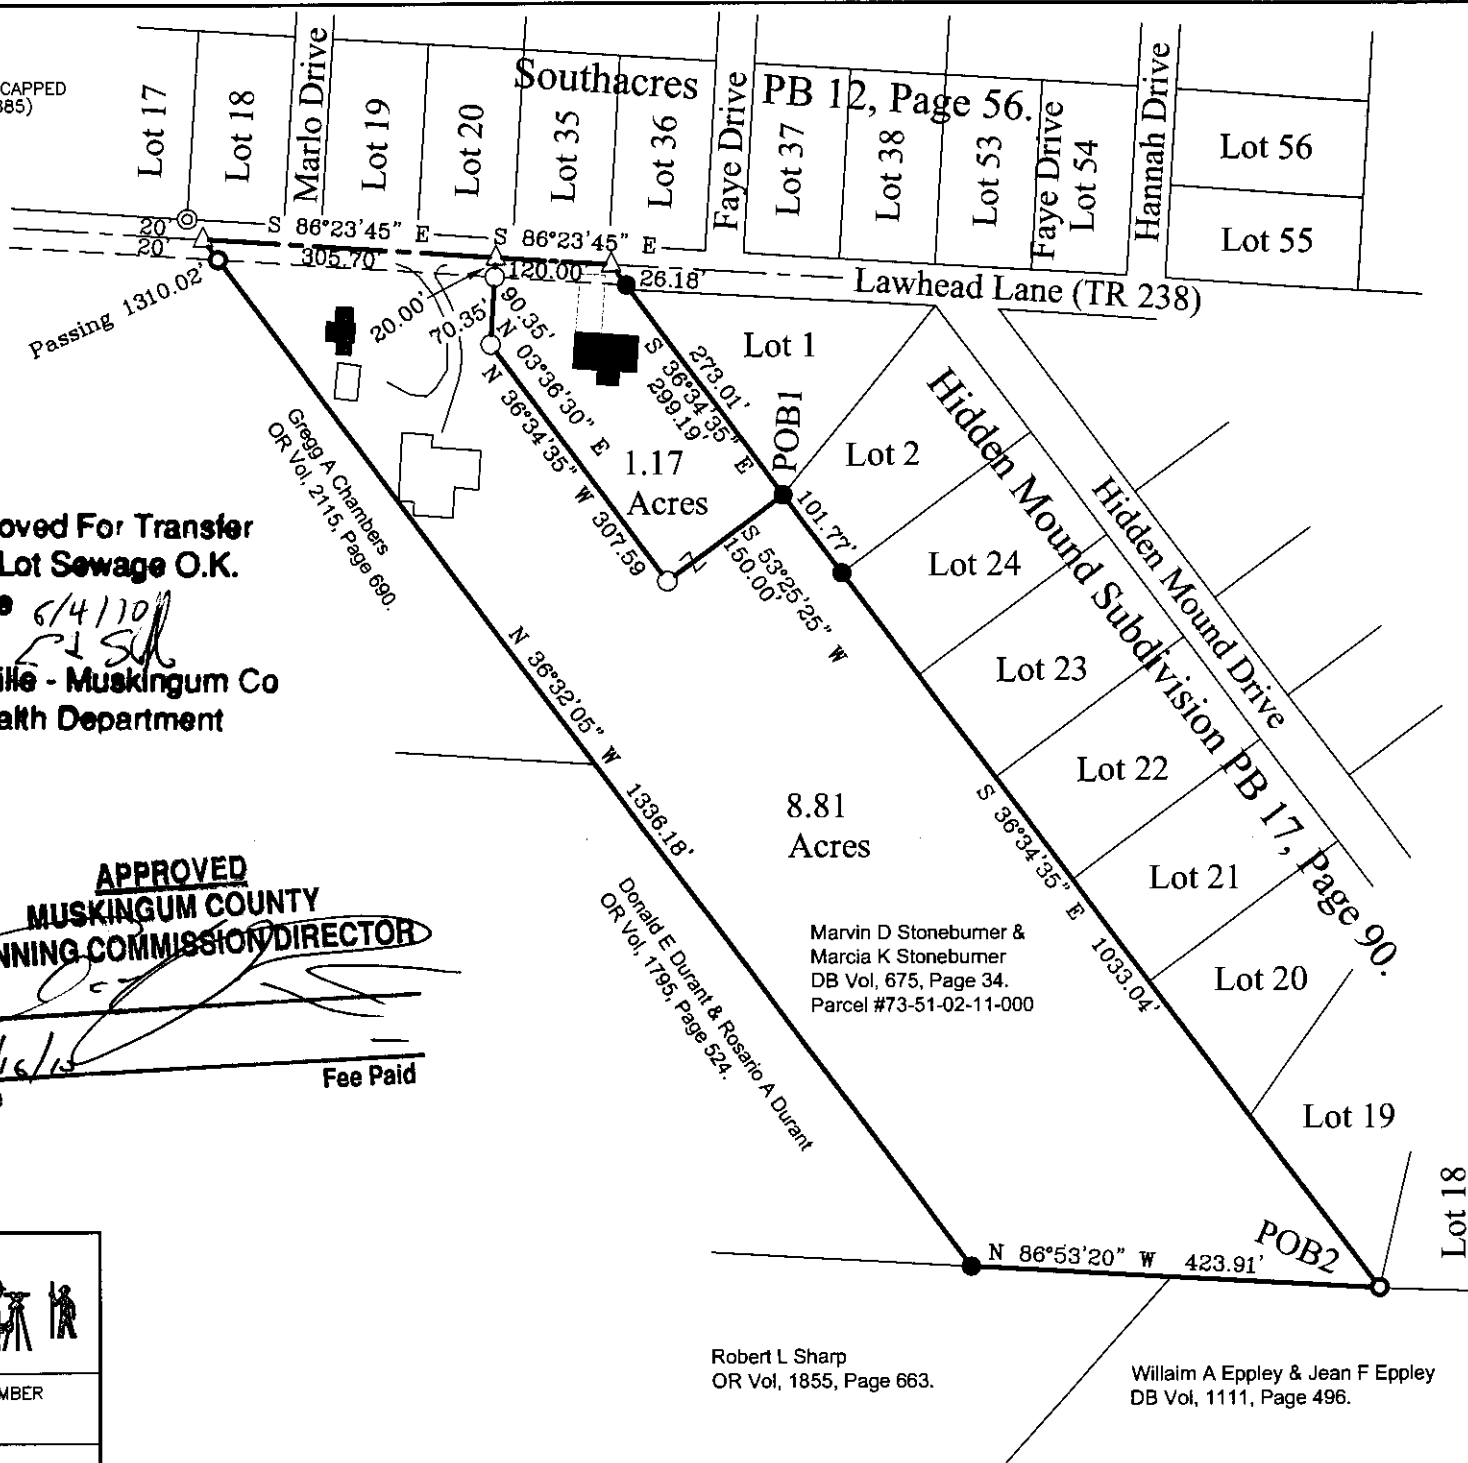 CAPPED
885)
Lot 17
Lot 18
Marlo Drive
Lot 19
Lot 20
Southacres PB 12, Page 56.
Lot 35
Lot 36
Faye Drive
Lot 37
Lot 38
Lot 53
Faye Drive
Lot 54
Hannah Drive
Lot 56
Lot 55
20'
20'
S 86°23'45" E
305.70'
S 86°23'45" E
120.00'
26.18'
Lawhead Lane (TR 238)
Passing 1310.02'
20.00'
70.35'
90.35'
N 03°36'30" E
N 36°34'35" W 307.59
273.01'
S 36°34'35" E
299.19'
1.17
Acres
Lot 1
POB1
Lot 2
101.77'
S 53°25'25" W
150.00'
Hidden Mound Subdivision PB 17, Page 90.
Hidden Mound Drive
Lot 24
Lot 23
Lot 22
Lot 21
Lot 20
Lot 19
Lot 18
Gregg A Chambers
OR Vol, 2115, Page 690.
oved For Transfer
Lot Sewage O.K.
e 6/4/10
ille - Muskingum Co
alth Department
N 36°32'05" W 1336.18'
8.81
Acres
S 36°34'35" E 1033.04'
APPROVED
MUSKINGUM COUNTY
NNING COMMISSION DIRECTOR
Fee Paid
Donald E Durant & Rosario A Durant
OR Vol, 1795, Page 524.
Marvin D Stoneburner &
Marcia K Stoneburner
DB Vol, 675, Page 34.
Parcel #73-51-02-11-000
N 86°53'20" W 423.91'
POB2
Robert L Sharp
OR Vol, 1855, Page 663.
Willaim A Eppley & Jean F Eppley
DB Vol, 1111, Page 496.
MBER